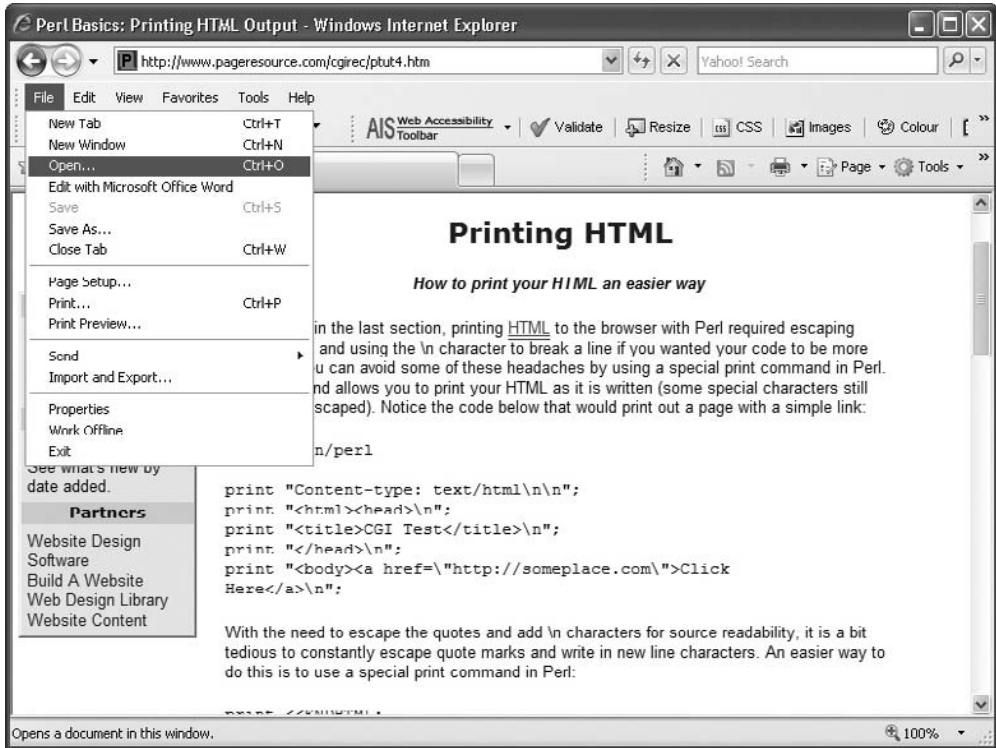 Perl Basics: Printing HTML Output - Windows Internet Explorer
http://www.pageresource.com/cgirec/ptut4.htm
Yahoo! Search
File Edit View Favorites Tools Help
AIS Web Accessibility Toolbar
Validate Resize CSS Images Colour
Page Tools
New Tab Ctrl+T
New Window Ctrl+N
Open... Ctrl+O
Edit with Microsoft Office Word
Save Ctrl+S
Save As...
Close Tab Ctrl+W
Page Setup...
Print... Ctrl+P
Print Preview...
Send
Import and Export...
Properties
Work Offline
Exit
See what's new by
date added.
Partners
Website Design
Software
Build A Website
Web Design Library
Website Content
Printing HTML
How to print your HTML an easier way
in the last section, printing HTML to the browser with Perl required escaping
and using the \n character to break a line if you wanted your code to be more
can avoid some of these headaches by using a special print command in Perl.
allows you to print your HTML as it is written (some special characters still
scaped). Notice the code below that would print out a page with a simple link:
n/perl
print "Content-type: text/html\n\n";
print "<html><head>\n";
print "<title>CGI Test</title>\n";
print "</head>\n";
print "<body><a href=\"http://someplace.com\">Click
Here</a>\n";
With the need to escape the quotes and add \n characters for source readability, it is a bit
tedious to constantly escape quote marks and write in new line characters. An easier way to
do this is to use a special print command in Perl:
print <<ENDHTML;
Opens a document in this window.
100%